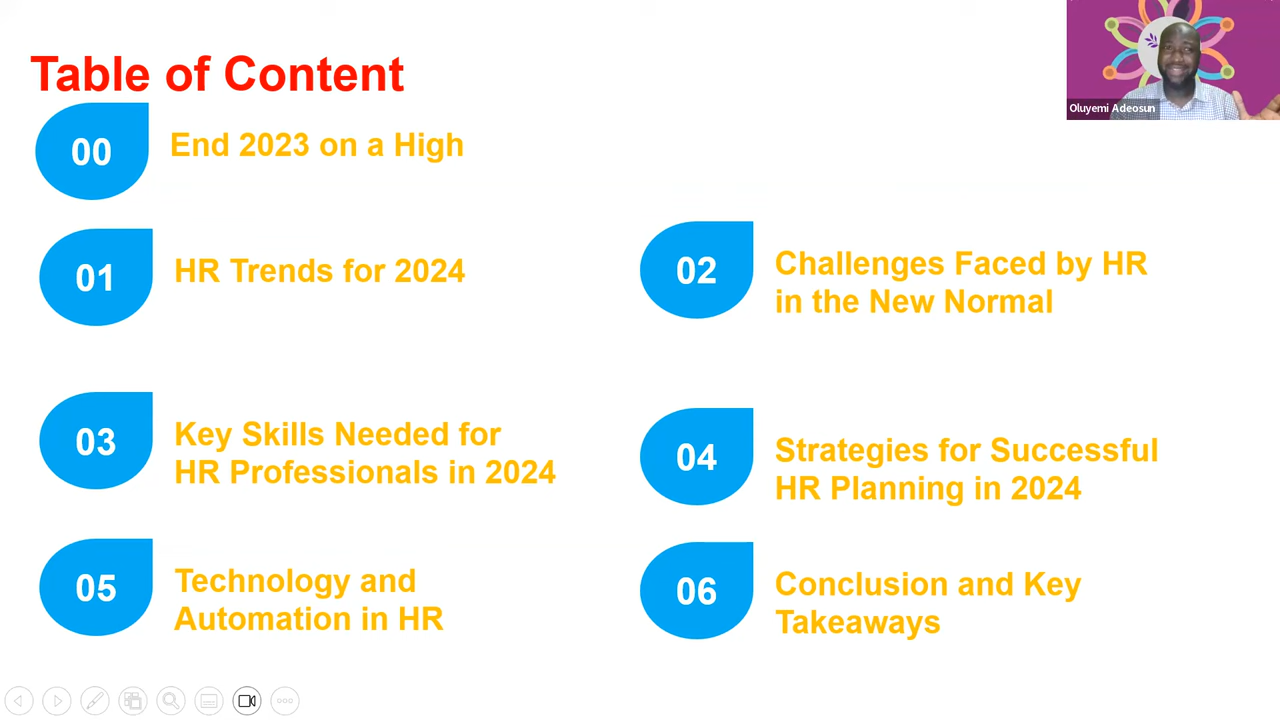 Table of Content
Oluyemi Adeosun
00
End 2023 on a High
01
HR Trends for 2024
02
Challenges Faced by HR
in the New Normal
03
Key Skills Needed for
HR Professionals in 2024
04
Strategies for Successful
HR Planning in 2024
05
Technology and
Automation in HR
06
Conclusion and Key
Takeaways